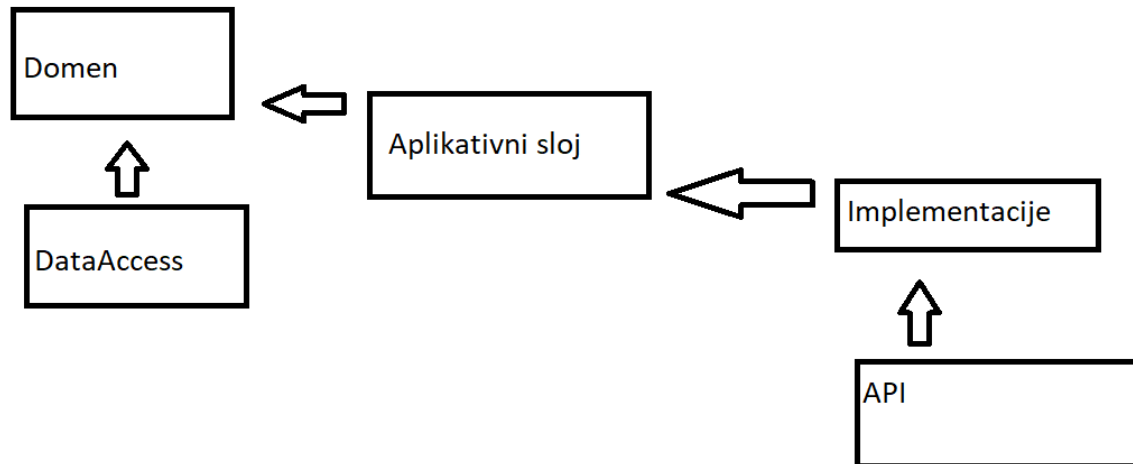 Domen
Aplikativni sloj
Implementacije
DataAccess
API